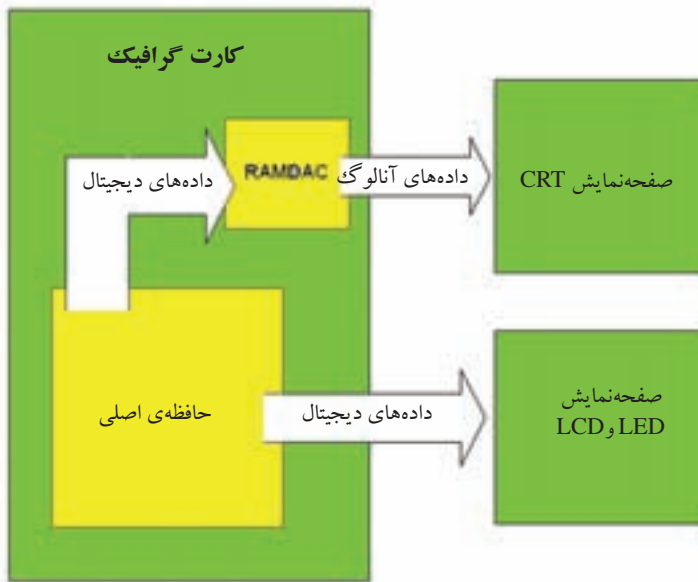 کارت گرافیک
RAMDAC
داده‌های دیجیتال
داده‌های آنالوگ
صفحه‌نمایش CRT
حافظه‌ی اصلی
داده‌های دیجیتال
صفحه‌نمایش
LCD و LED